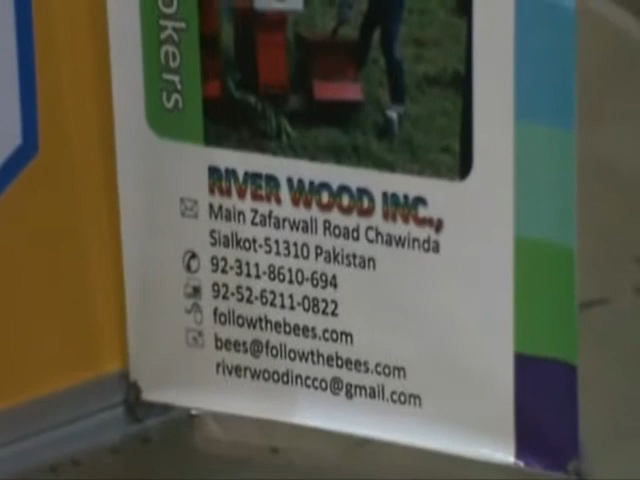 okers
RIVER WOOD INC.,
Main Zafarwall Road Chawinda
Sialkot-51310 Pakistan
92-311-8610-694
92-52-6211-0822
followthebees.com
bees@followthebees.com
riverwoodincco@gmail.com